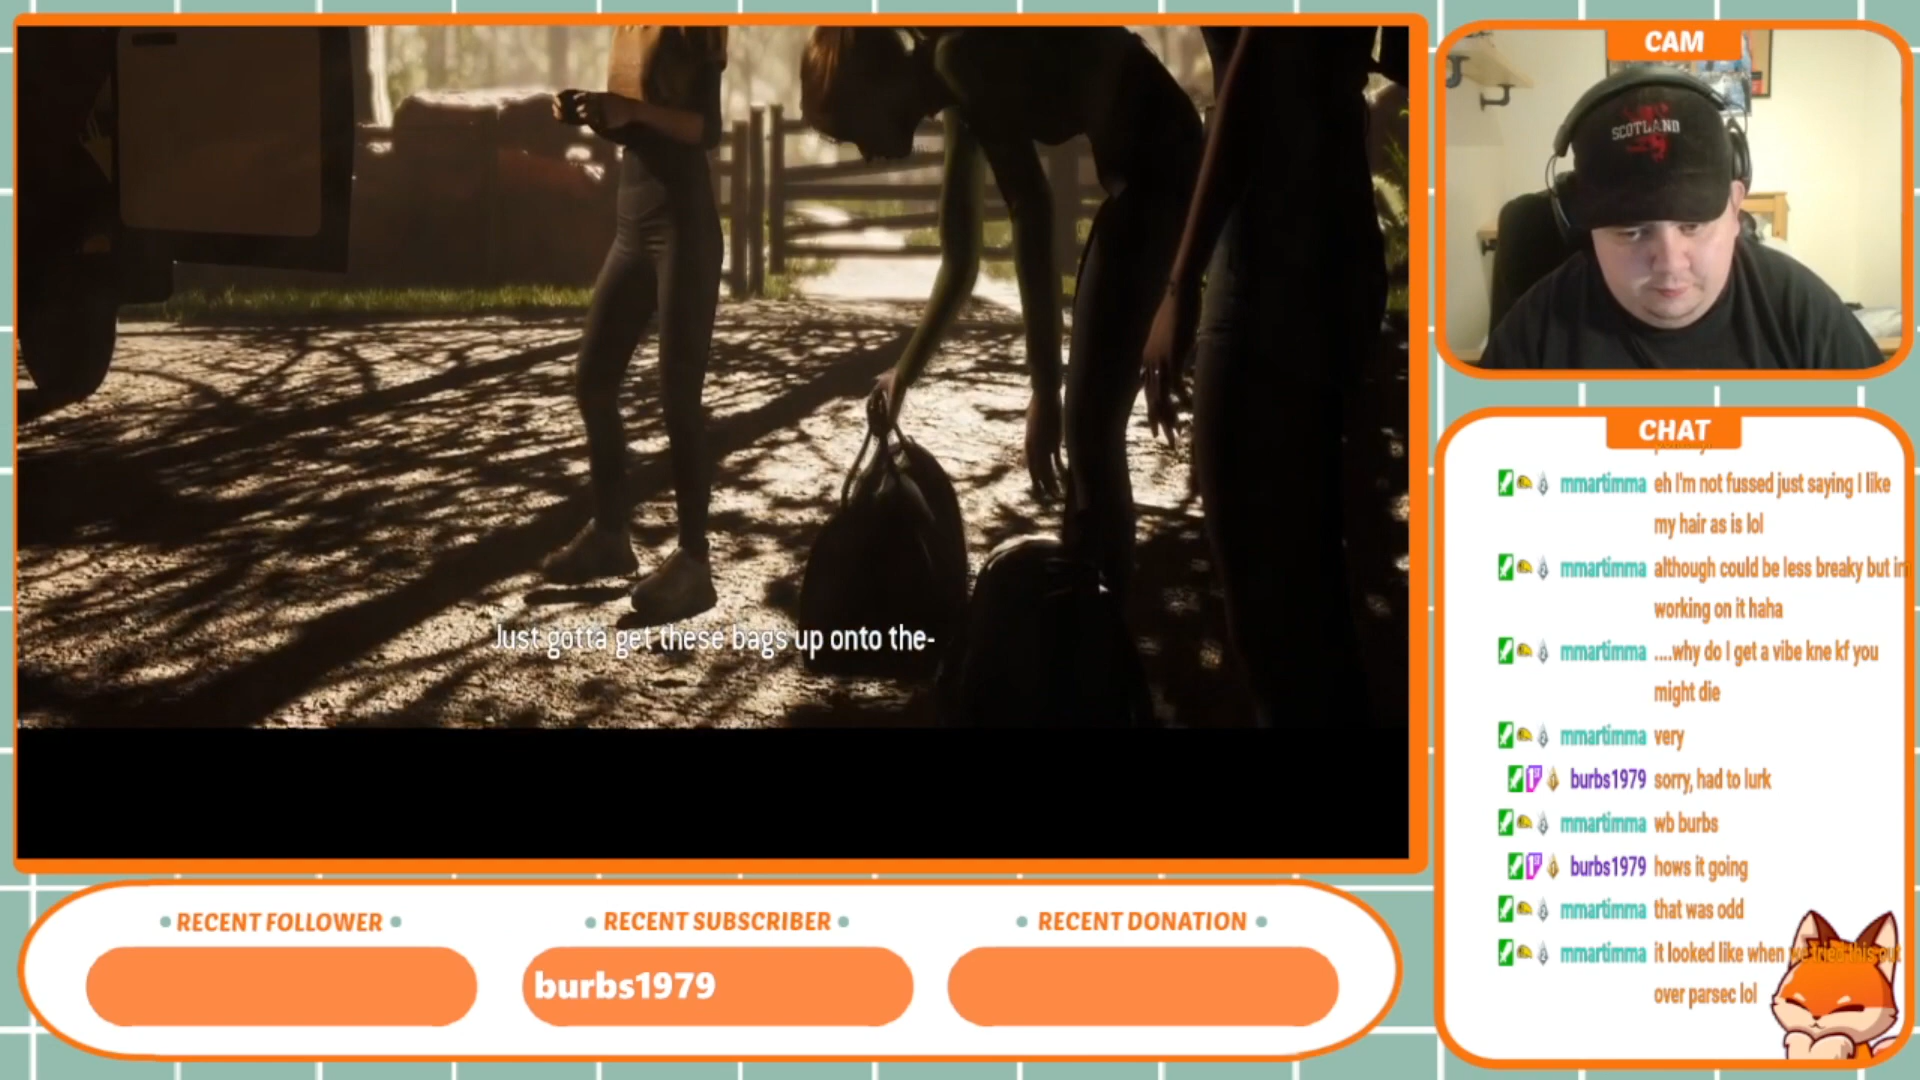 CAM
SCOTLAND
Just gotta get these bags up onto the-
CHAT
mmartimma eh I'm not fussed just saying I like
my hair as is lol
mmartimma although could be less breaky but im
working on it haha
mmartimma ....why do I get a vibe kne kf you
might die
mmartimma very
burbs1979 sorry, had to lurk
mmartimma wb burbs
burbs1979 hows it going
mmartimma that was odd
mmartimma it looked like when we tried this out
over parsec lol
RECENT FOLLOWER
RECENT SUBSCRIBER
RECENT DONATION
burbs1979